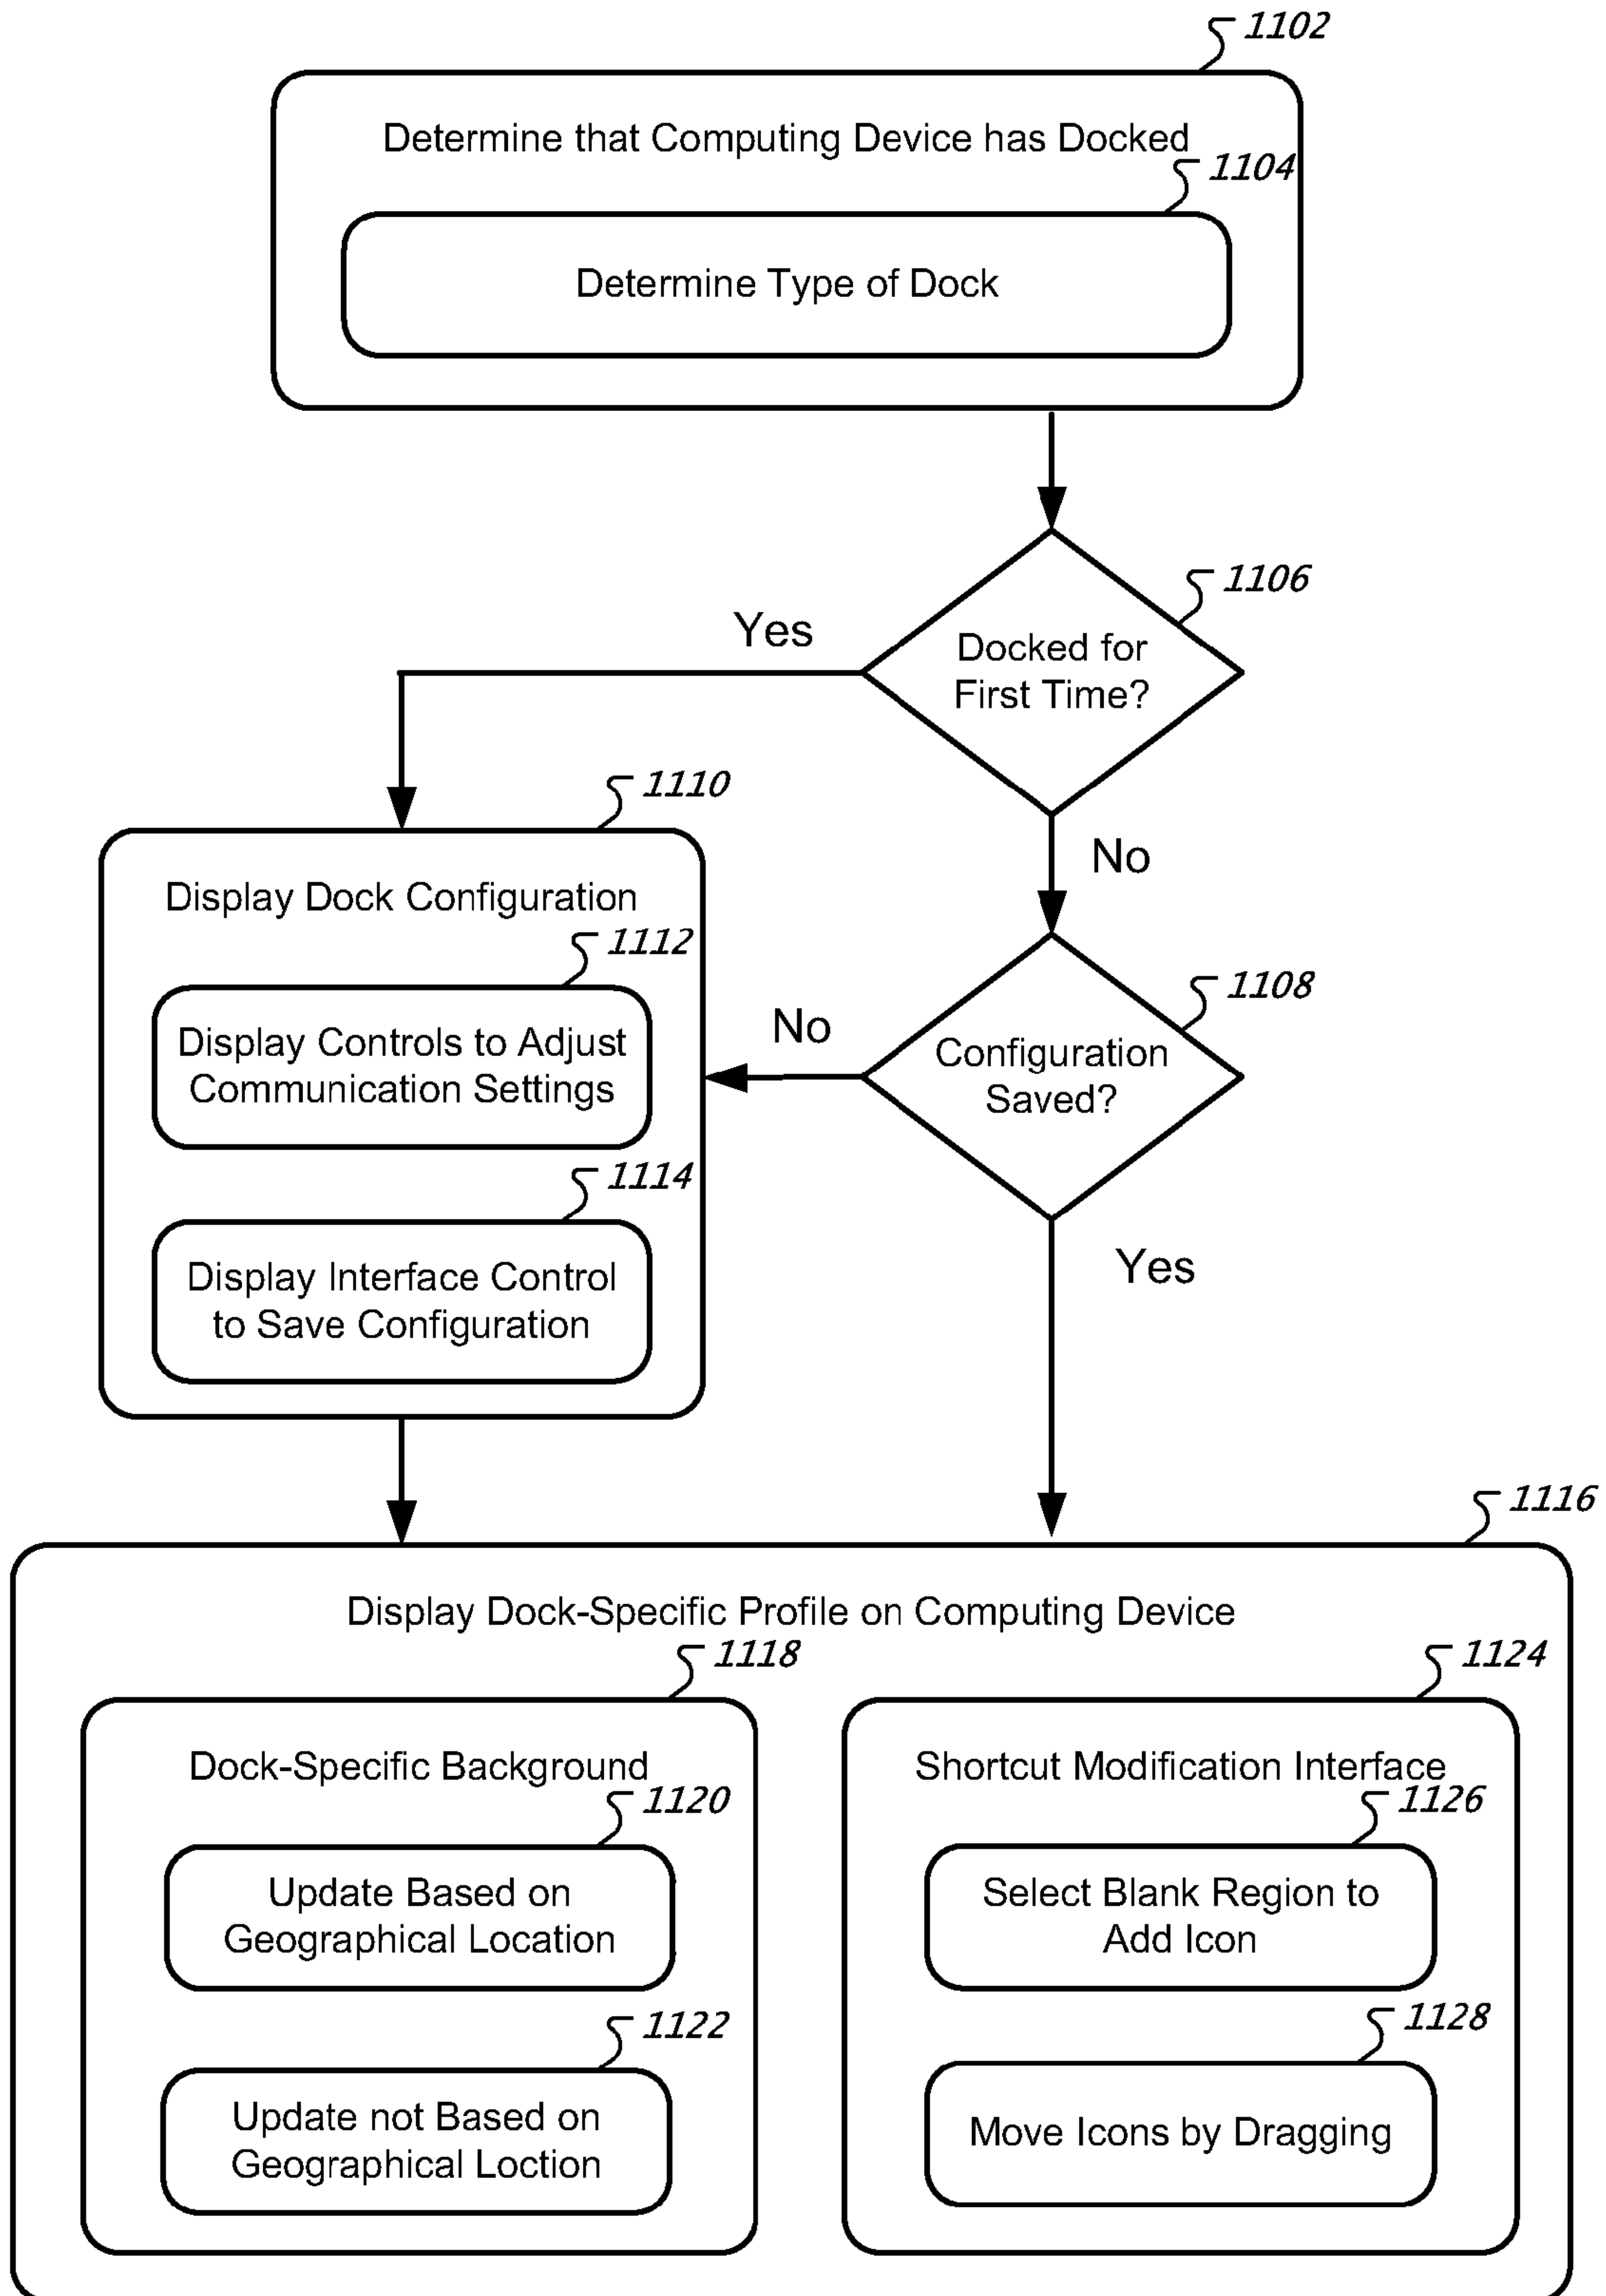 1102
Determine that Computing Device has Docked
1104
Determine Type of Dock
1106
Yes
Docked for
First Time?
1110
No
Display Dock Configuration
1112
1108
Display Controls to Adjust
Communication Settings
No
Configuration
Saved?
1114
Display Interface Control
to Save Configuration
Yes
1116
Display Dock-Specific Profile on Computing Device
1118
Dock-Specific Background
1120
Update Based on
Geographical Location
1122
Update not Based on
Geographical Loction
1124
Shortcut Modification Interface
1126
Select Blank Region to
Add Icon
1128
Move Icons by Dragging